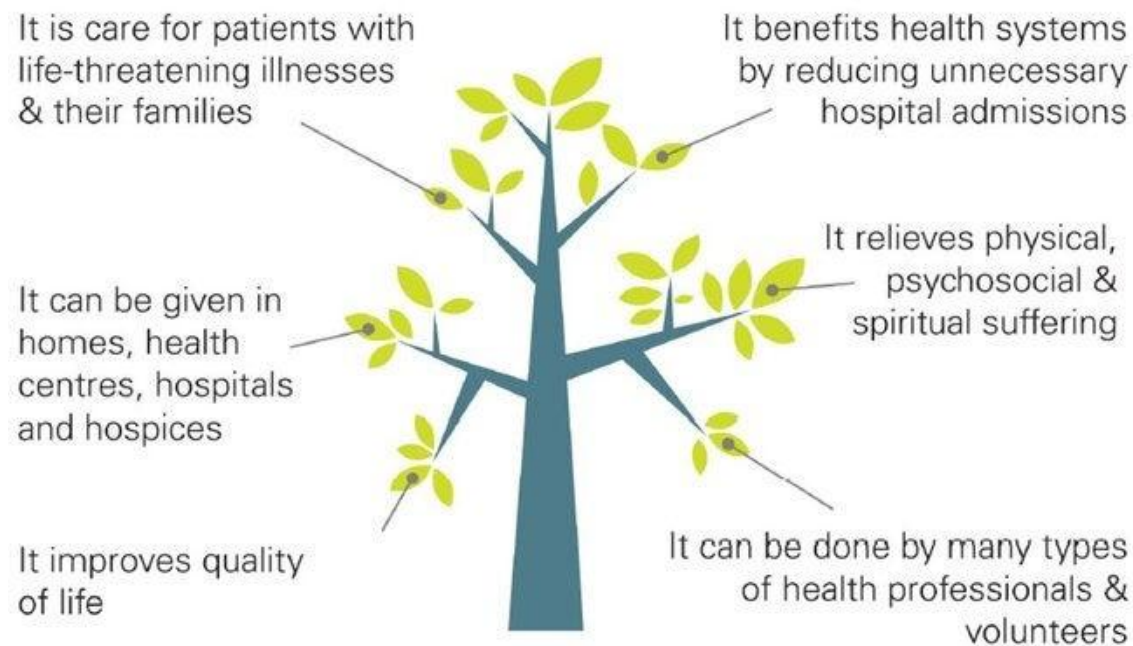 It is care for patients with
life-threatening illnesses
& their families
It benefits health systems
by reducing unnecessary
hospital admissions
It can be given in
homes, health
centres, hospitals
and hospices
It relieves physical,
psychosocial &
spiritual suffering
It improves quality
of life
It can be done by many types
of health professionals &
volunteers